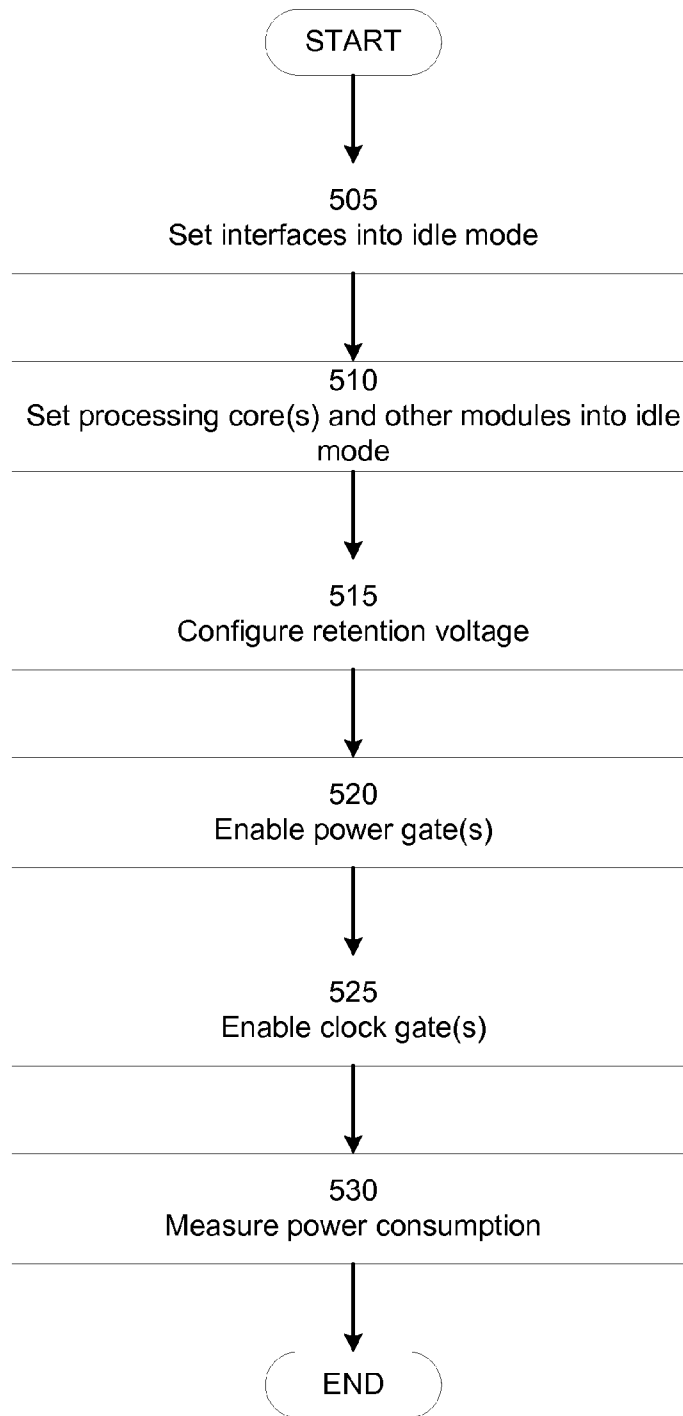 START
505
Set interfaces into idle mode
510
Set processing core(s) and other modules into idle
mode
515
Configure retention voltage
520
Enable power gate(s)
525
Enable clock gate(s)
530
Measure power consumption
END